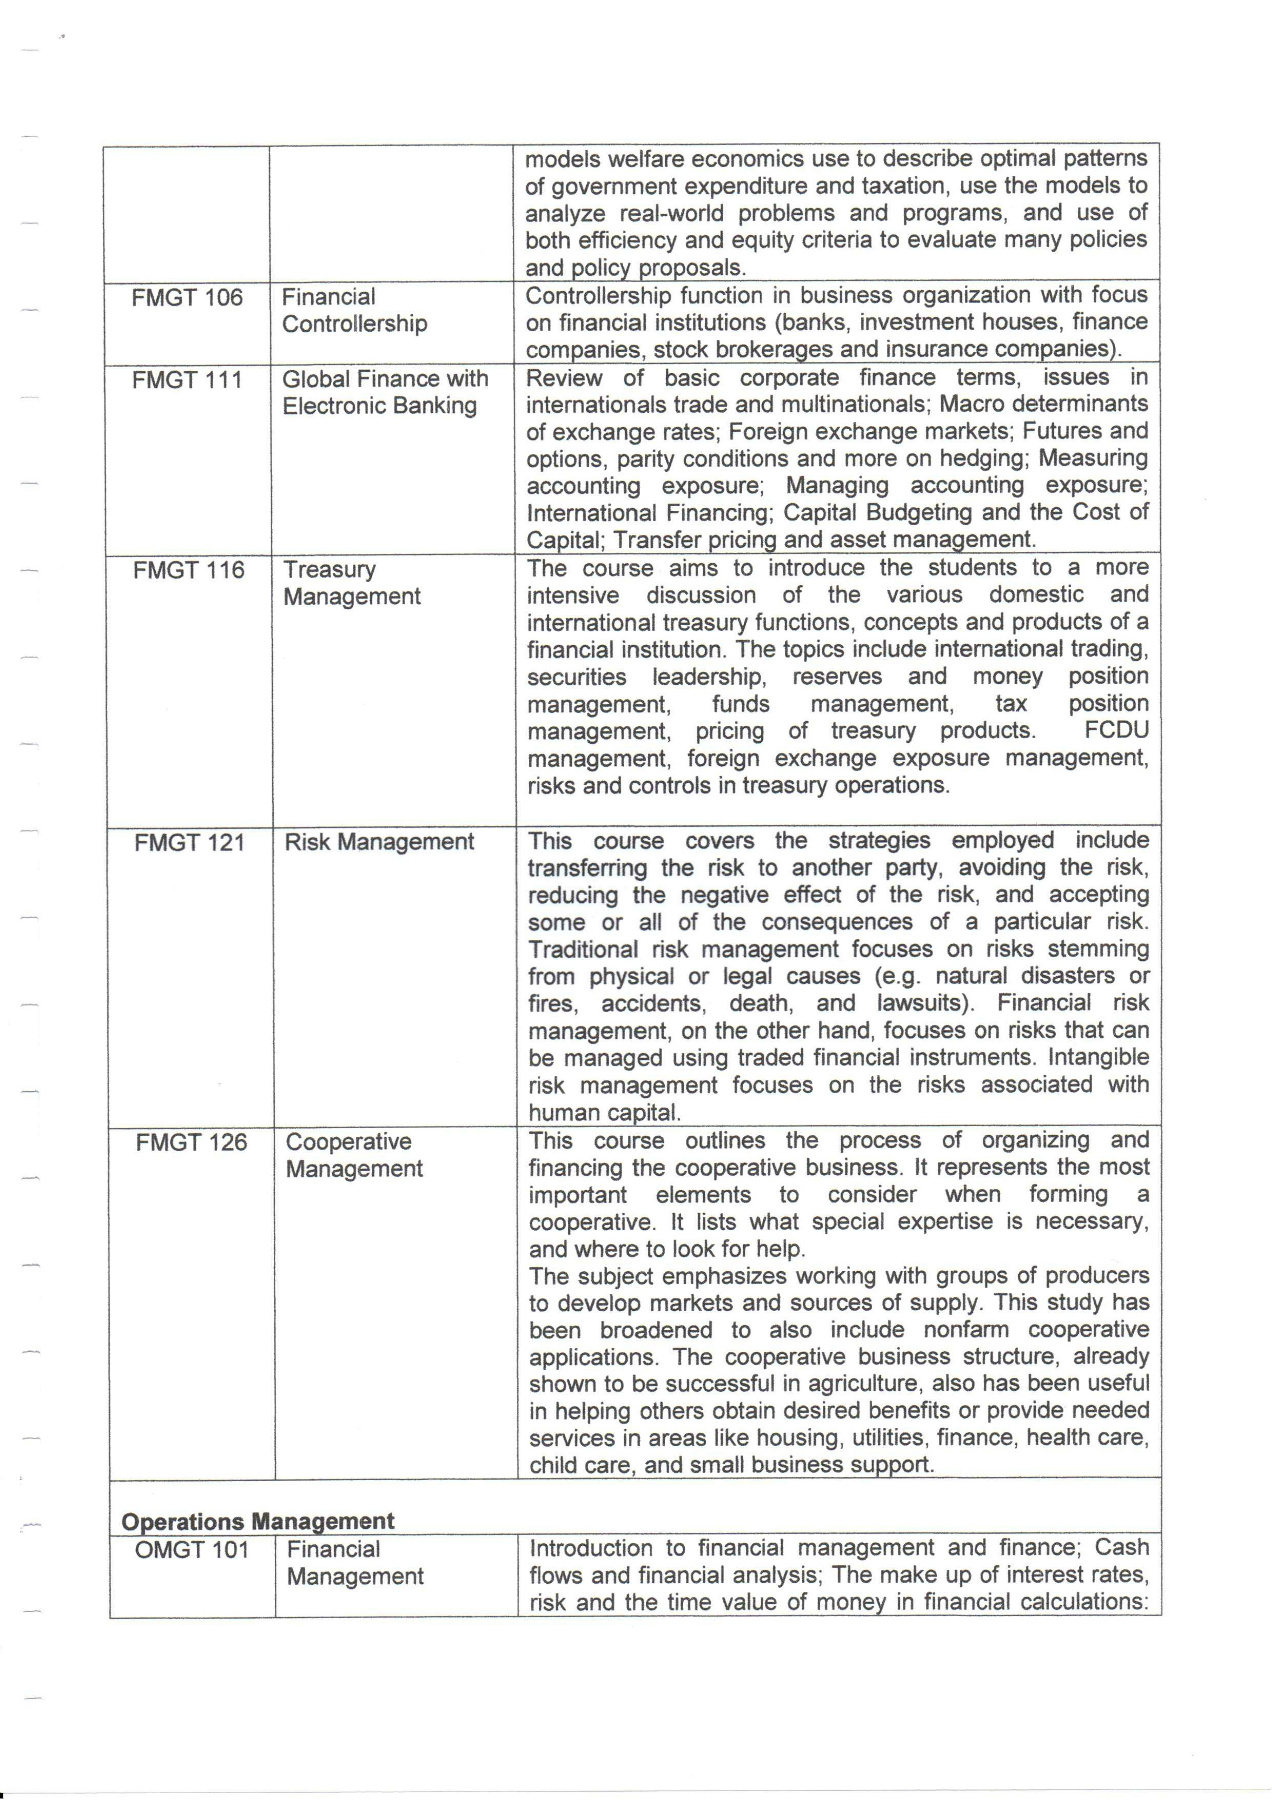 models welfare economics use to describe optimal patterns
of government expenditure and taxation, use the models to
analyze real-world problems and programs, and use of
both efficiency and equity criteria to evaluate many policies
and policy proposals.
FMGT 106
Financial
Controllership
Controllership function in business organization with focus
on financial institutions (banks, investment houses, finance
companies, stock brokerages and insurance companies).
FMGT 111
Global Finance with
Electronic Banking
Review of basic corporate finance terms, issues in
internationals trade and multinationals; Macro determinants
of exchange rates; Foreign exchange markets; Futures and
options, parity conditions and more on hedging; Measuring
accounting exposure; Managing accounting exposure;
International Financing; Capital Budgeting and the Cost of
Capital; Transfer pricing and asset management.
FMGT 116
Treasury
Management
The course aims to introduce the students to a more
intensive discussion of the various domestic and
international treasury functions, concepts and products of a
financial institution. The topics include international trading,
securities leadership, reserves and money position
management, funds management, tax position
management, pricing of treasury products. FCDU
management, foreign exchange exposure management,
risks and controls in treasury operations.
FMGT 121
Risk Management
This course covers the strategies employed include
transferring the risk to another party, avoiding the risk,
reducing the negative effect of the risk, and accepting
some or all of the consequences of a particular risk.
Traditional risk management focuses on risks stemming
from physical or legal causes (e.g. natural disasters or
fires, accidents, death, and lawsuits). Financial risk
management, on the other hand, focuses on risks that can
be managed using traded financial instruments. Intangible
risk management focuses on the risks associated with
human capital.
FMGT 126
Cooperative
Management
This course outlines the process of organizing and
financing the cooperative business. It represents the most
important elements to consider when forming a
cooperative. It lists what special expertise is necessary,
and where to look for help.
The subject emphasizes working with groups of producers
to develop markets and sources of supply. This study has
been broadened to also include nonfarm cooperative
applications. The cooperative business structure, already
shown to be successful in agriculture, also has been useful
in helping others obtain desired benefits or provide needed
services in areas like housing, utilities, finance, health care,
child care, and small business support.
Operations Management
OMGT 101
Financial
Management
Introduction to financial management and finance; Cash
flows and financial analysis; The make up of interest rates,
risk and the time value of money in financial calculations: